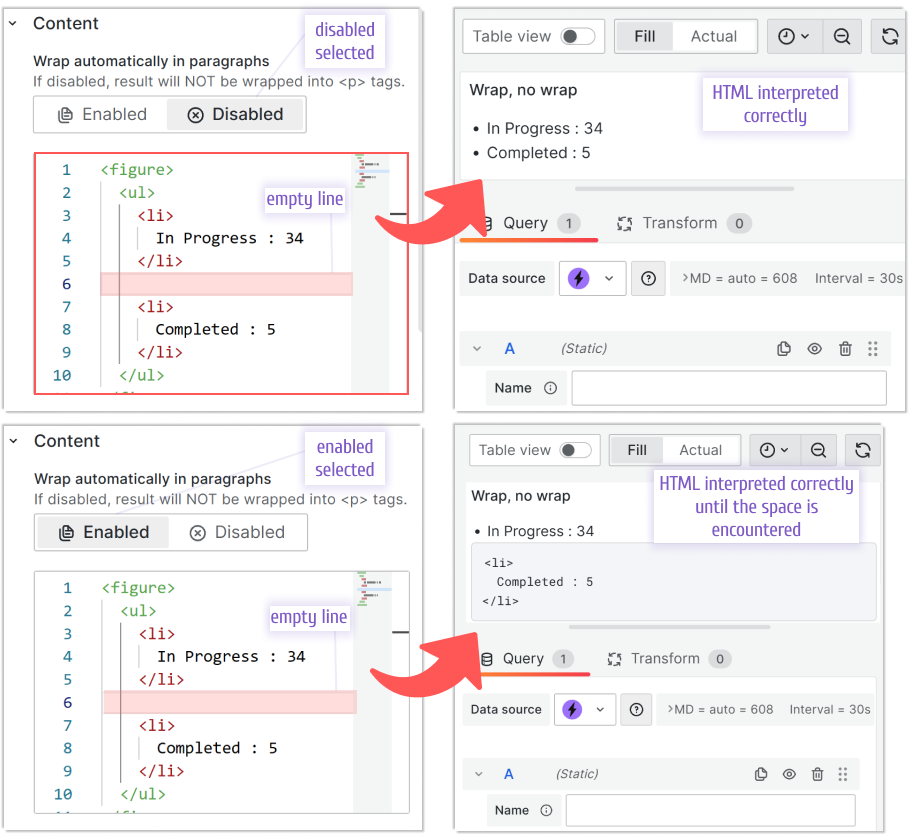 Content
disabled
selected
Wrap automatically in paragraphs
If disabled, result will NOT be wrapped into <p> tags.
Enabled
Disabled
1 <figure>
2 <ul>
empty line
3 <li>
4 In Progress : 34
5 </li>
6
7 <li>
8 Completed : 5
9 </li>
10 </ul>
Table view
Fill
Actual
Wrap, no wrap
HTML interpreted
correctly
• In Progress : 34
• Completed : 5
Query 1
Transform 0
Data source
>MD = auto = 608
Interval = 30s
A
(Static)
Name
Content
enabled
selected
Wrap automatically in paragraphs
If disabled, result will NOT be wrapped into <p> tags.
Enabled
Disabled
1 <figure>
2 <ul>
empty line
3 <li>
4 In Progress : 34
5 </li>
6
7 <li>
8 Completed : 5
9 </li>
10 </ul>
Table view
Fill
Actual
Wrap, no wrap
HTML interpreted correctly
until the space is
encountered
• In Progress : 34
<li>
Completed : 5
</li>
Query 1
Transform 0
Data source
>MD = auto = 608
Interval = 30s
A
(Static)
Name